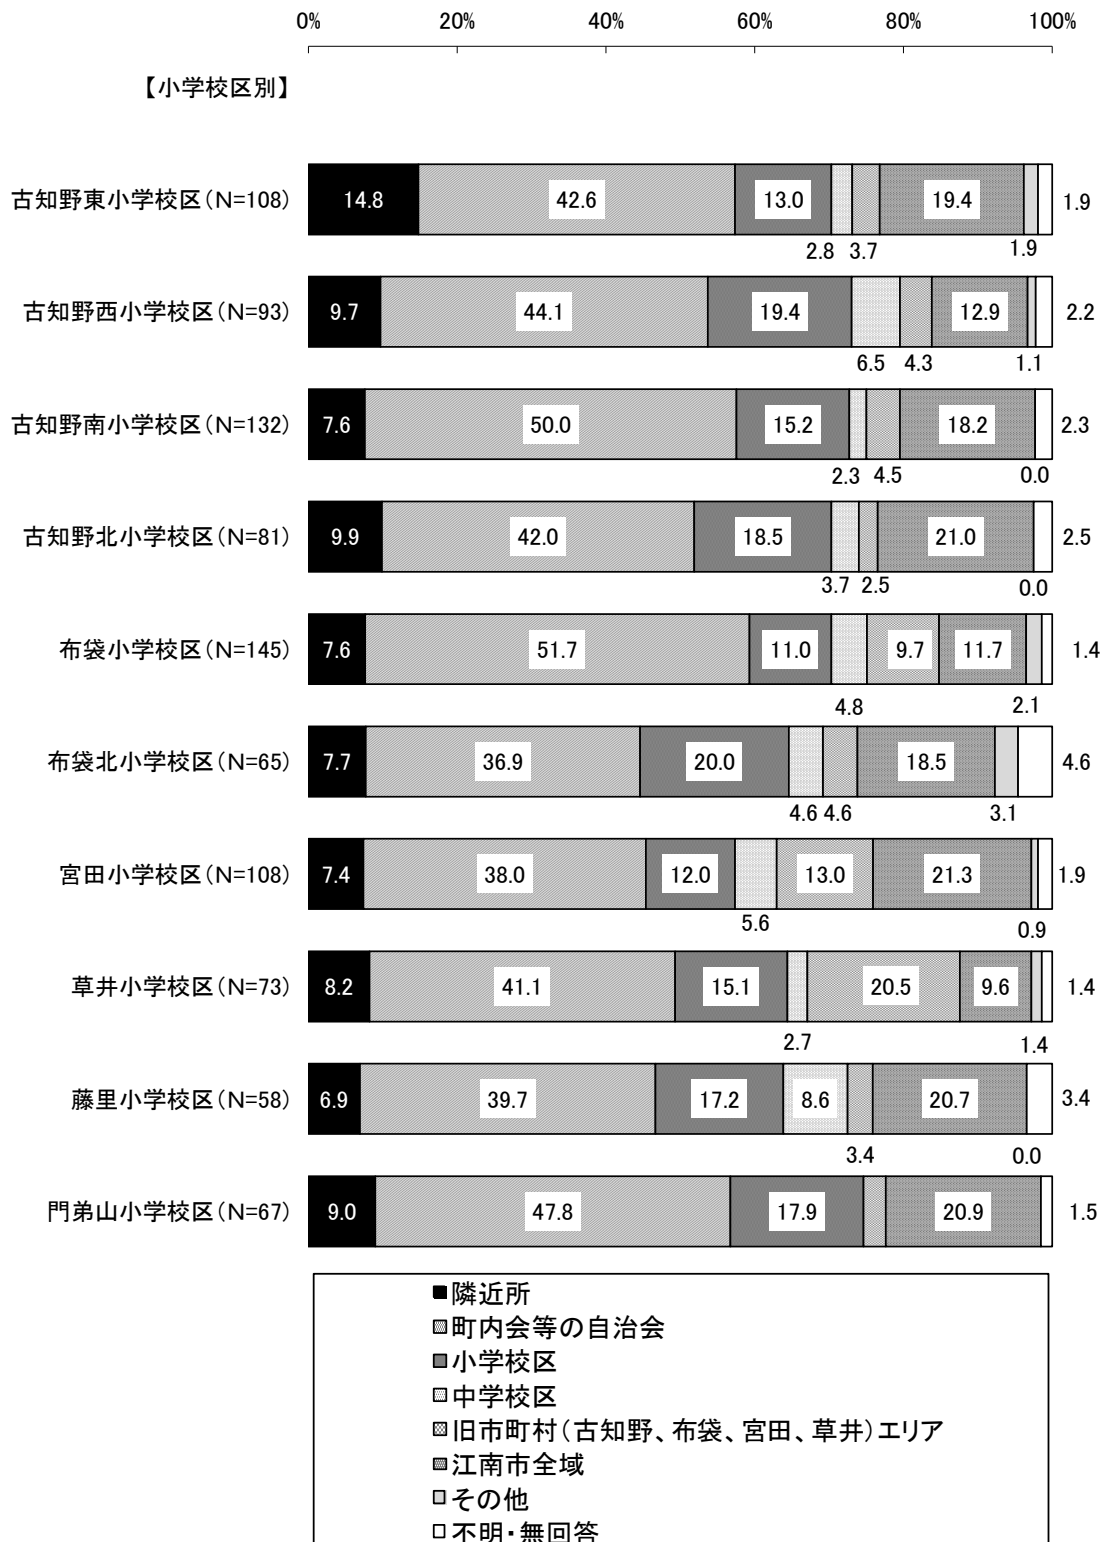 0% 20% 40% 60% 80% 100%
【小学校区別】
古知野東小学校区(N=108) 14.8 42.6 13.0 19.4 1.9
2.8 3.7 1.9
古知野西小学校区(N=93) 9.7 44.1 19.4 12.9 2.2
6.5 4.3 1.1
古知野南小学校区(N=132) 7.6 50.0 15.2 18.2 2.3
2.3 4.5 0.0
古知野北小学校区(N=81) 9.9 42.0 18.5 21.0 2.5
3.7 2.5 0.0
布袋小学校区(N=145) 7.6 51.7 11.0 9.7 11.7 1.4
4.8 2.1
布袋北小学校区(N=65) 7.7 36.9 20.0 18.5 4.6
4.6 4.6 3.1
宮田小学校区(N=108) 7.4 38.0 12.0 13.0 21.3 1.9
5.6 0.9
草井小学校区(N=73) 8.2 41.1 15.1 20.5 9.6 1.4
2.7 1.4
藤里小学校区(N=58) 6.9 39.7 17.2 8.6 20.7 3.4
3.4 0.0
門弟山小学校区(N=67) 9.0 47.8 17.9 20.9 1.5
隣近所
町内会等の自治会
小学校区
中学校区
旧市町村(古知野、布袋、宮田、草井)エリア
江南市全域
その他
不明・無回答